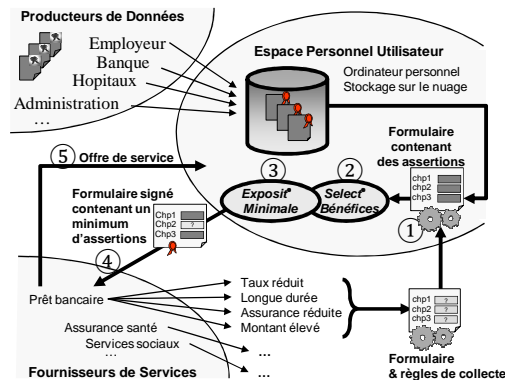 Producteurs de Données
Employeur
Banque
Hopitaux
Administration
…
Espace Personnel Utilisateur
Ordinateur personnel
Stockage sur le nuage
Formulaire
contenant
des assertions
5 Offre de service
3
2
Exposit°
Minimale
Select°
Bénéfices
chp1
chp2
chp3
1
Formulaire signé
contenant un
minimum
d'assertions
Chp1
Chp2 ?
Chp3
4
Prêt bancaire
Taux réduit
Longue durée
Assurance réduite
Montant élevé
chp1 ?
chp2 ?
chp3 ?
Assurance santé
Services sociaux
…
...
...
Fournisseurs de Services
Formulaire
& règles de collecte